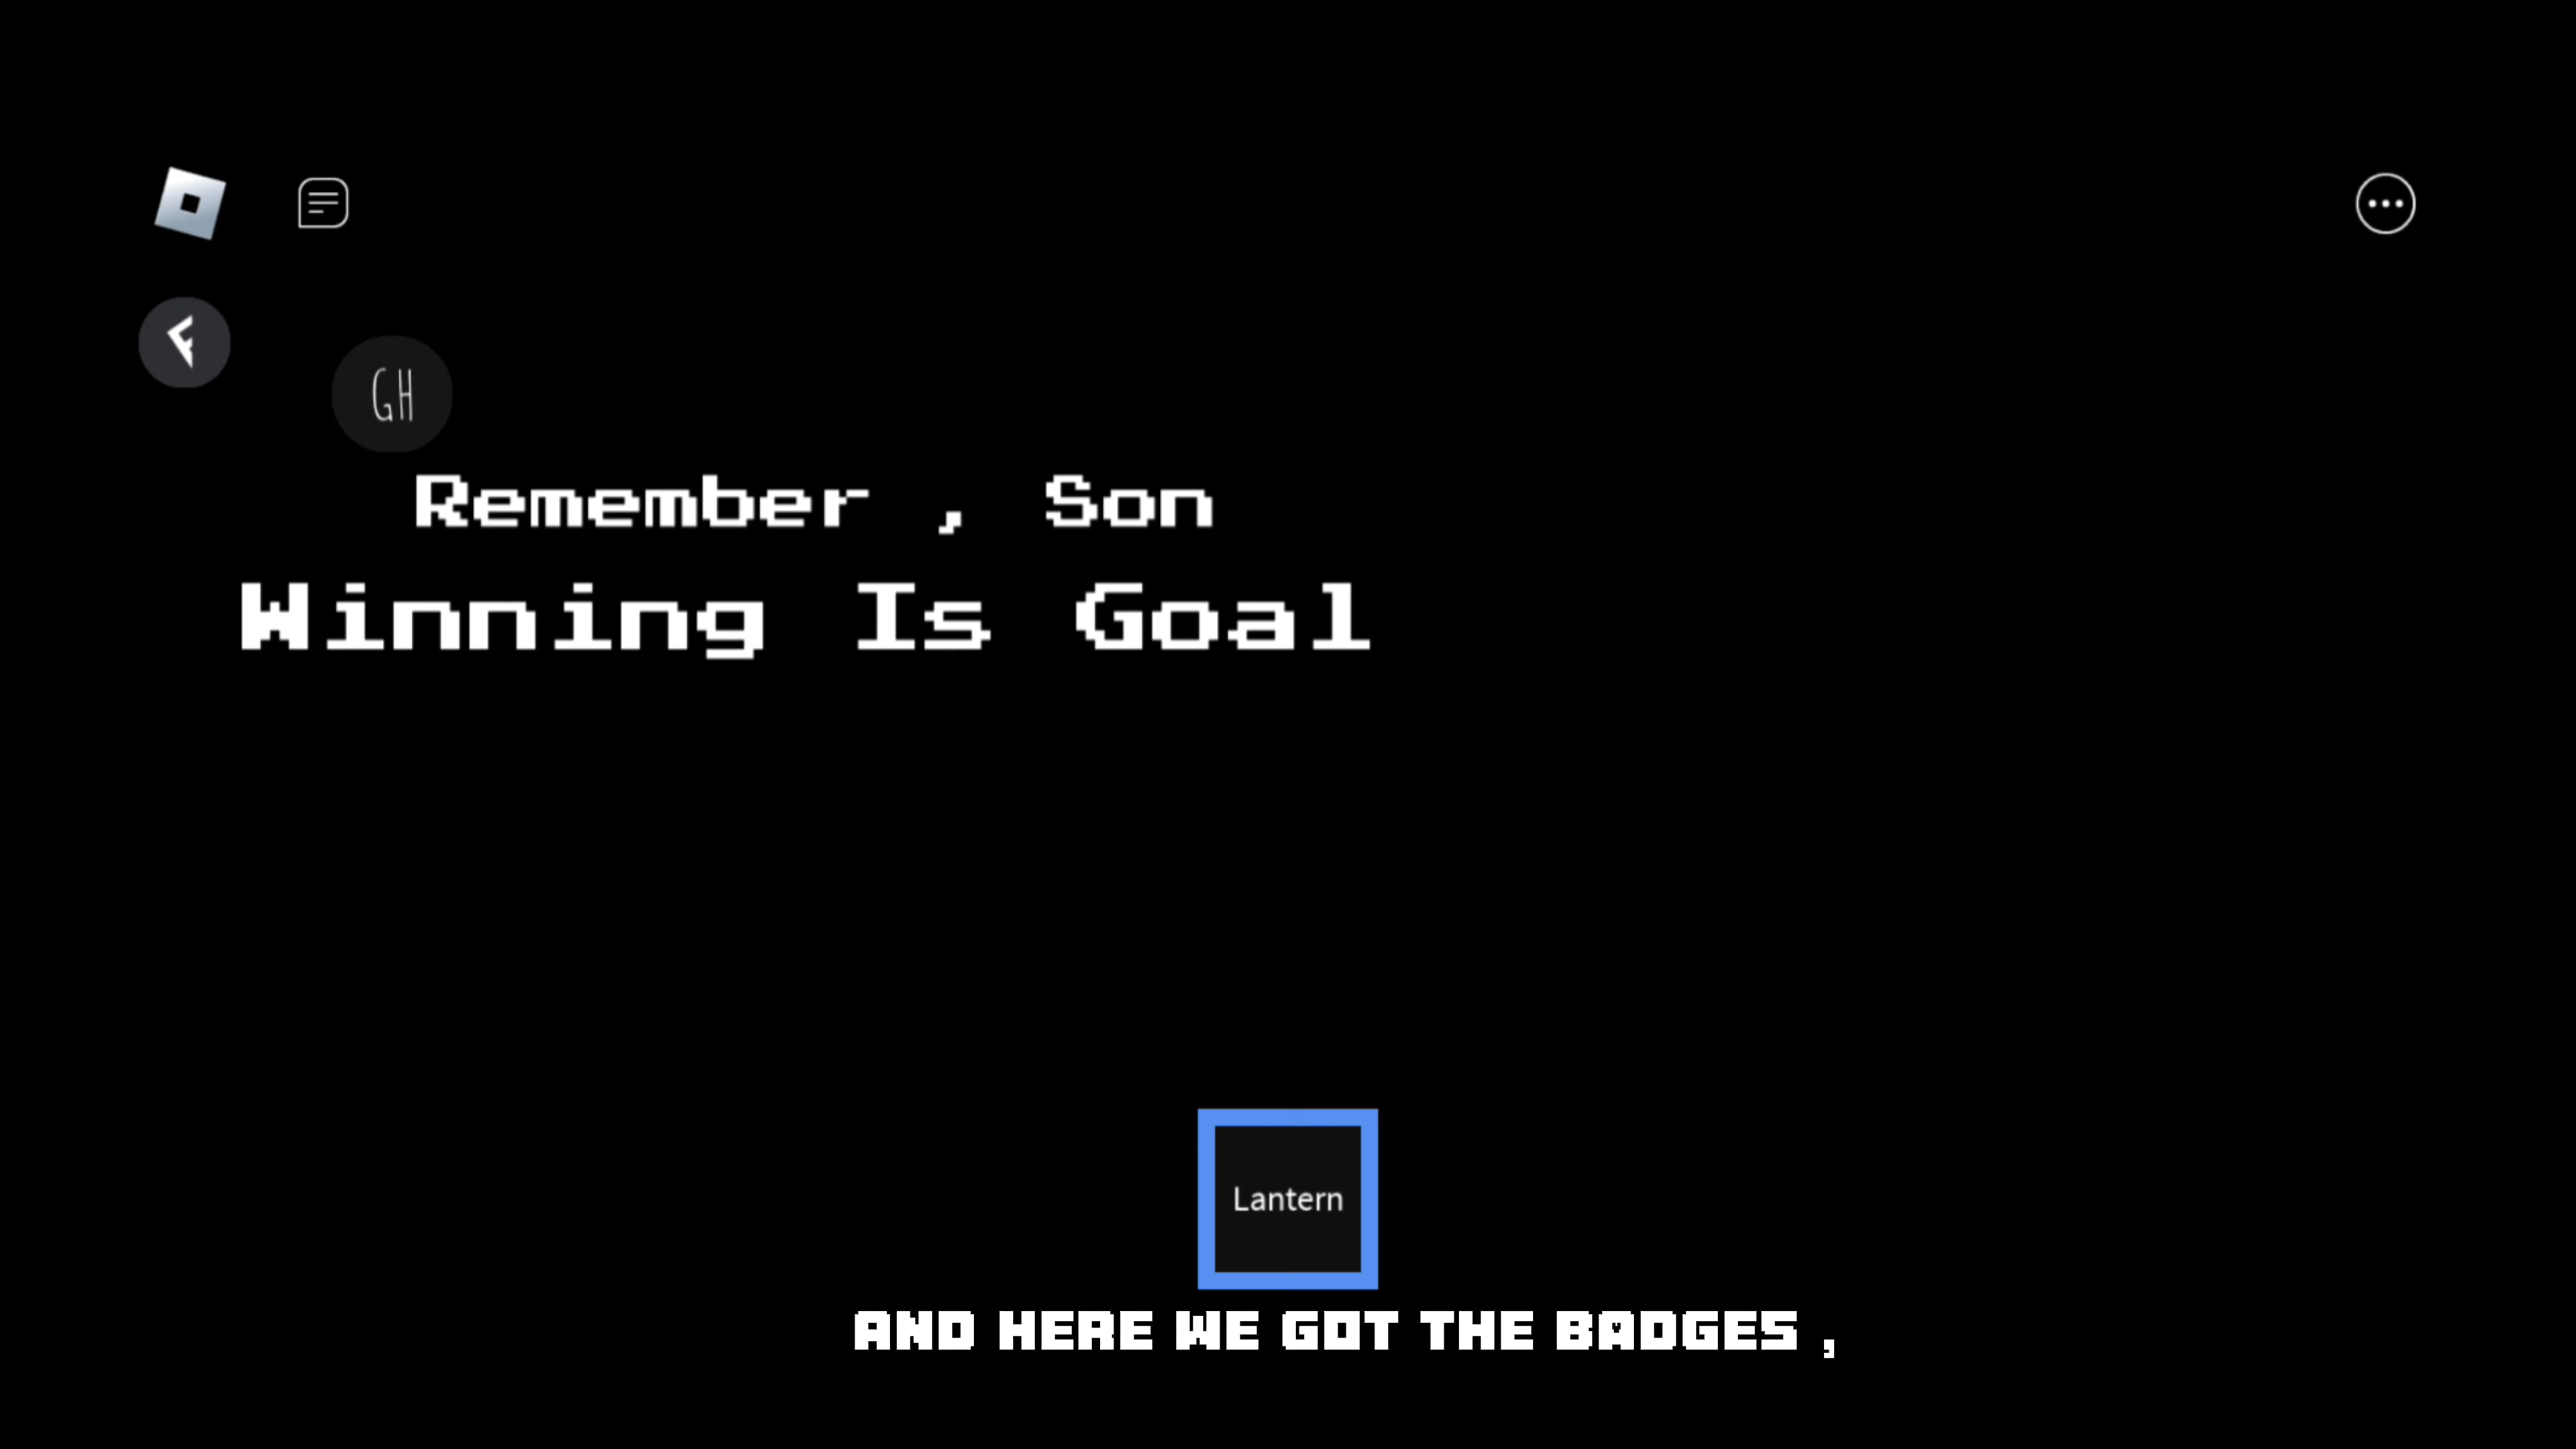 GH
Remember , Son
Winning Is Goal
Lantern
AND HERE WE GOT THE BADGES ,